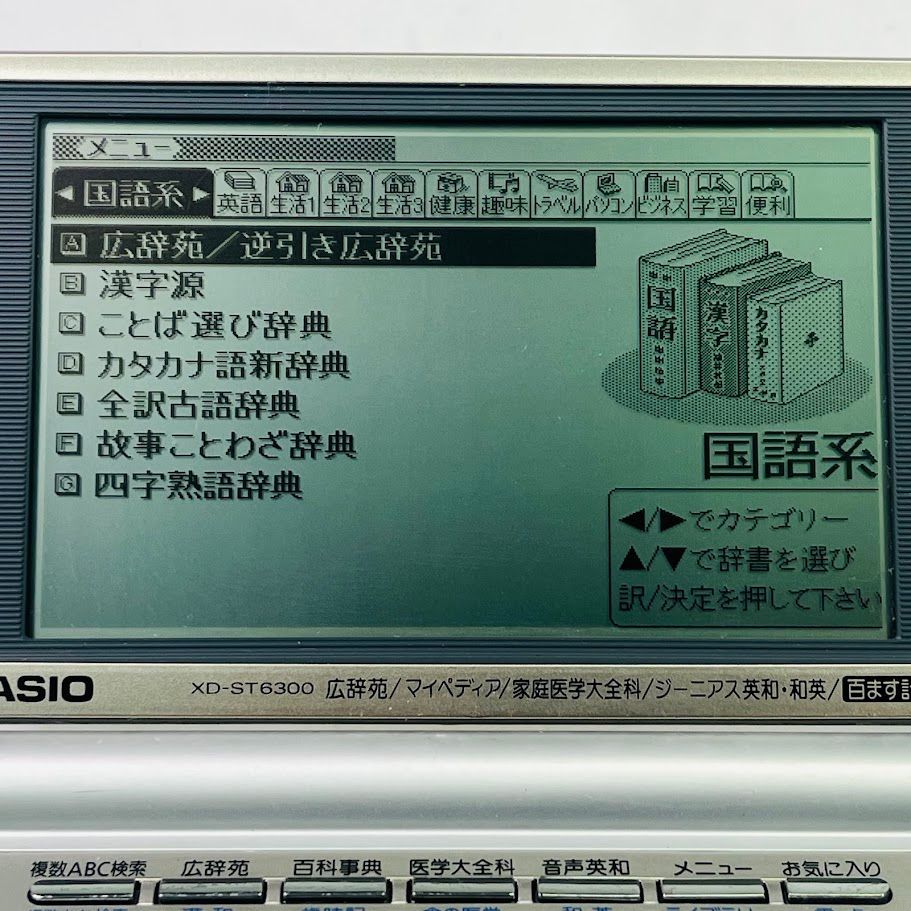 メニュー
◀国語系▶ 英語 生活1 生活2 生活3 健康 趣味 トラベル パソコン ビジネス 学習 便利
A 広辞苑／逆引き広辞苑
B 漢字源
C ことば選び辞典
D カタカナ語新辞典
E 全訳古語辞典
F 故事ことわざ辞典
G 四字熟語辞典
国語
漢字
カタカナ
国語系
◀/▶でカテゴリー
▲/▼で辞書を選び
訳/決定を押して下さい
ASIO
XD-ST6300 広辞苑/マイペディア/家庭医学大全科/ジーニアス英和・和英/百ます計
複数ABC検索 広辞苑 百科事典 医学大全科 音声英和 メニュー お気に入り